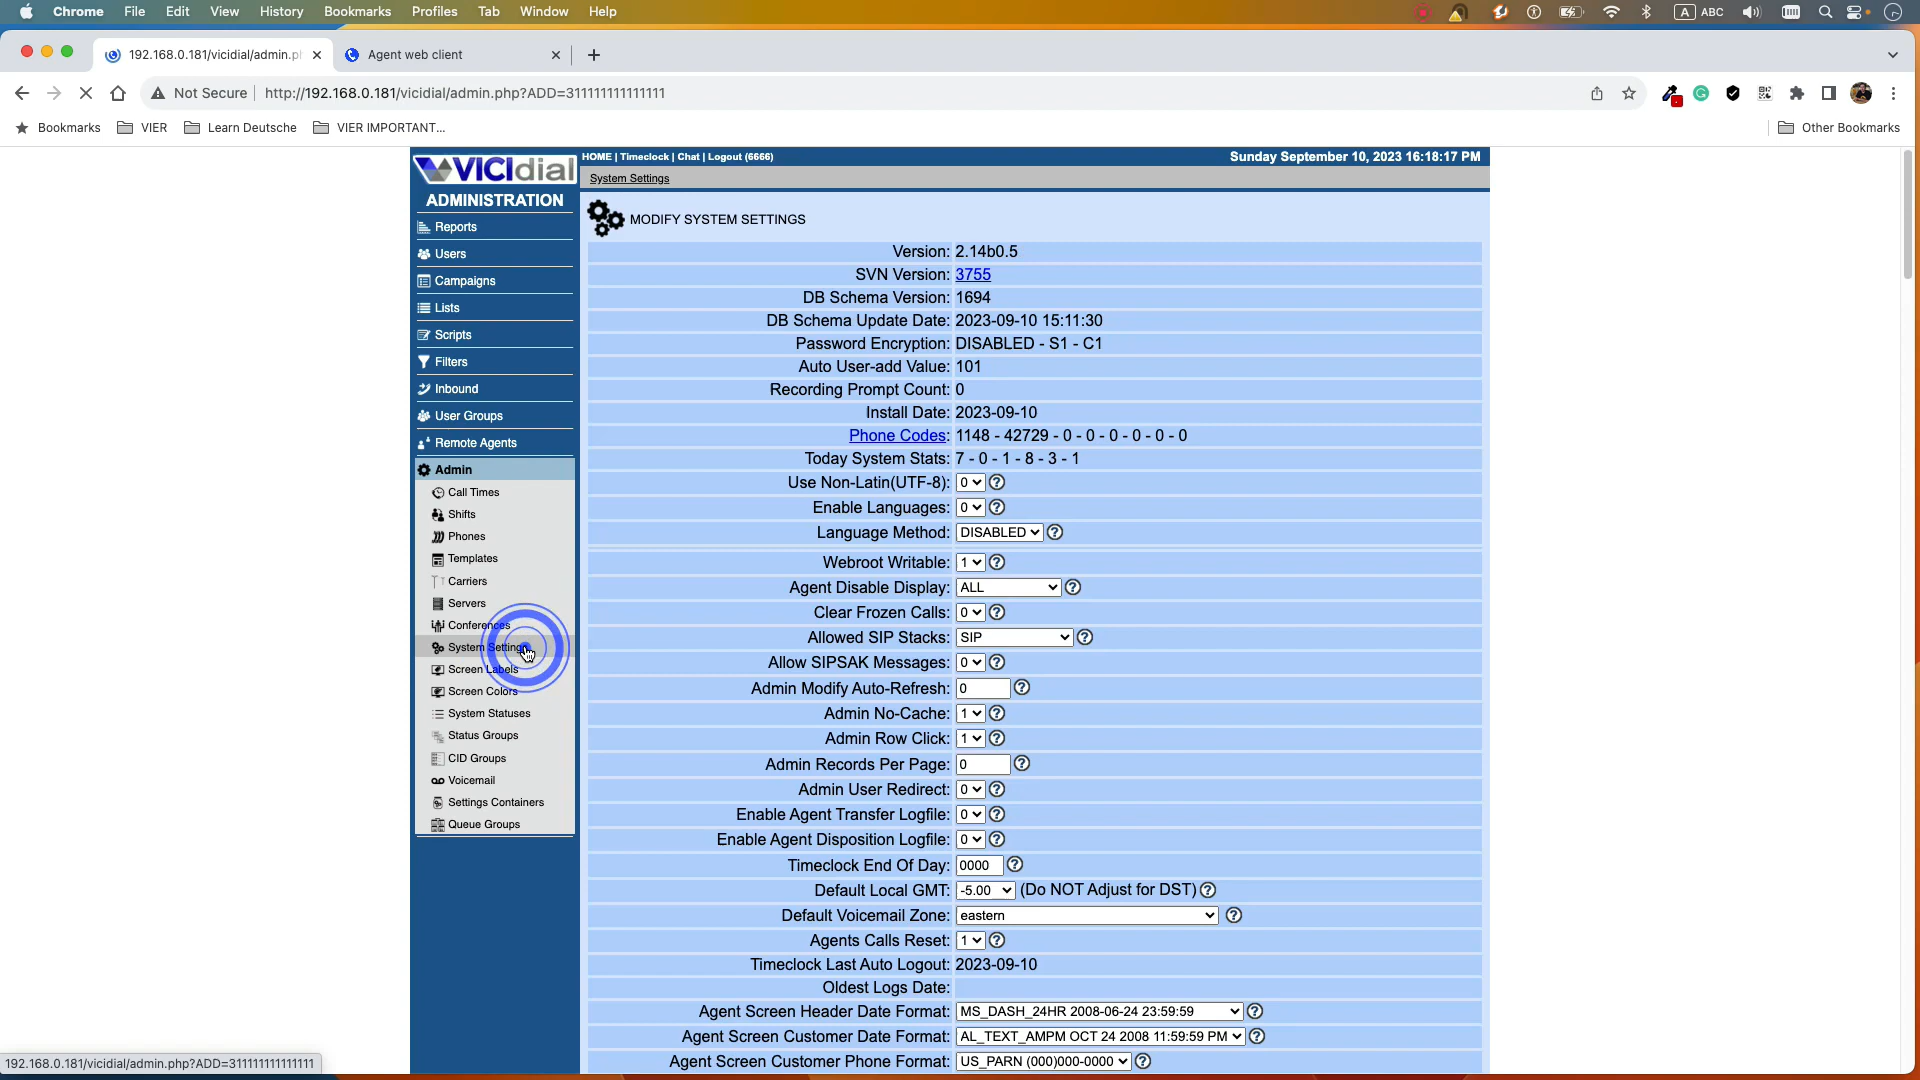 Chrome File Edit View History Bookmarks Profiles Tab Window Help
A ABC
192.168.0.181/vicidial/admin.ph
Agent web client
Not Secure http://192.168.0.181/vicidial/admin.php?ADD=311111111111111
Bookmarks VIER Learn Deutsche VIER IMPORTANT... Other Bookmarks
VICIdial
HOME | Timeclock | Chat | Logout (6666)
Sunday September 10, 2023 16:18:17 PM
System Settings
ADMINISTRATION
Reports
Users
Campaigns
Lists
Scripts
Filters
Inbound
User Groups
Remote Agents
Admin
Call Times
Shifts
Phones
Templates
Carriers
Servers
Conferences
System Settings
Screen Labels
Screen Colors
System Statuses
Status Groups
CID Groups
Voicemail
Settings Containers
Queue Groups
MODIFY SYSTEM SETTINGS
Version: 2.14b0.5
SVN Version: 3755
DB Schema Version: 1694
DB Schema Update Date: 2023-09-10 15:11:30
Password Encryption: DISABLED - S1 - C1
Auto User-add Value: 101
Recording Prompt Count: 0
Install Date: 2023-09-10
Phone Codes: 1148 - 42729 - 0 - 0 - 0 - 0 - 0 - 0
Today System Stats: 7 - 0 - 1 - 8 - 3 - 1
Use Non-Latin(UTF-8): 0
Enable Languages: 0
Language Method: DISABLED
Webroot Writable: 1
Agent Disable Display: ALL
Clear Frozen Calls: 0
Allowed SIP Stacks: SIP
Allow SIPSAK Messages: 0
Admin Modify Auto-Refresh: 0
Admin No-Cache: 1
Admin Row Click: 1
Admin Records Per Page: 0
Admin User Redirect: 0
Enable Agent Transfer Logfile: 0
Enable Agent Disposition Logfile: 0
Timeclock End Of Day: 0000
Default Local GMT: -5.00 (Do NOT Adjust for DST)
Default Voicemail Zone: eastern
Agents Calls Reset: 1
Timeclock Last Auto Logout: 2023-09-10
Oldest Logs Date:
Agent Screen Header Date Format: MS_DASH_24HR 2008-06-24 23:59:59
Agent Screen Customer Date Format: AL_TEXT_AMPM OCT 24 2008 11:59:59 PM
Agent Screen Customer Phone Format: US_PARN (000)000-0000
192.168.0.181/vicidial/admin.php?ADD=311111111111111